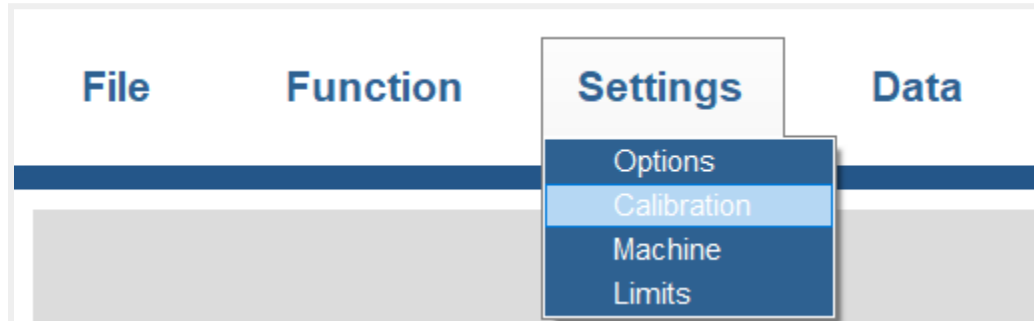 File Function Settings Data
Options
Calibration
Machine
Limits